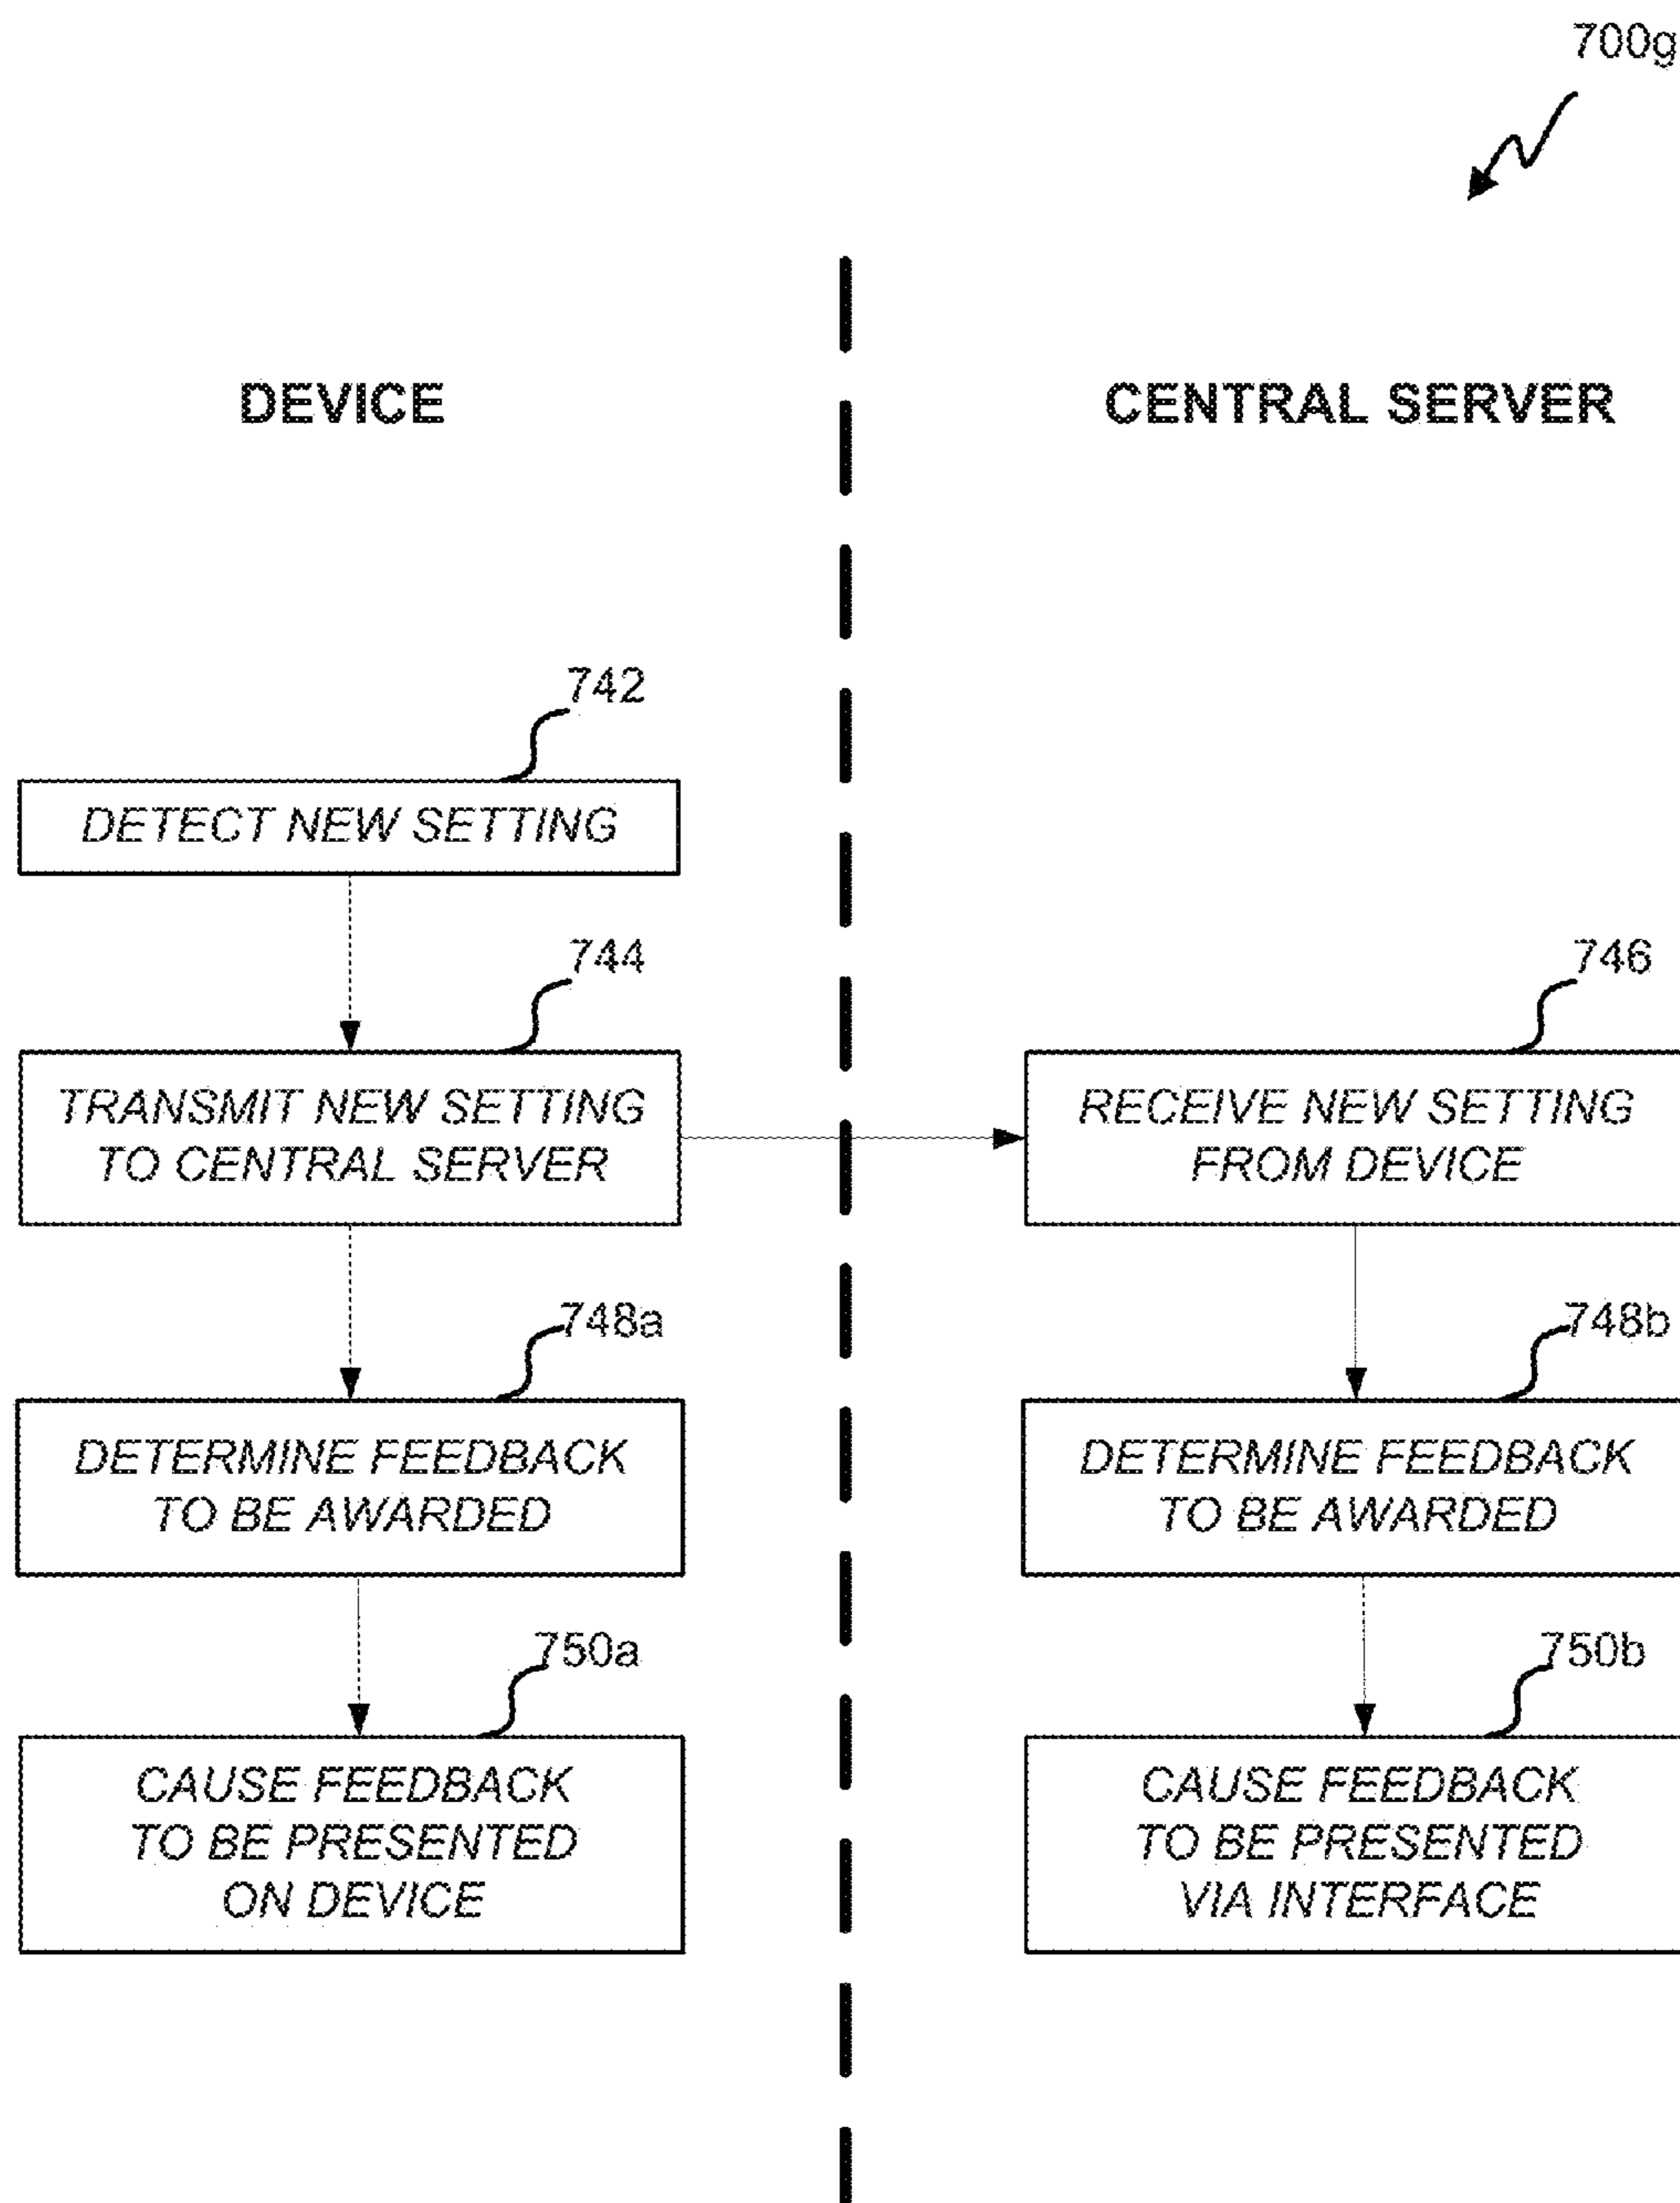 700g
DEVICE
CENTRAL SERVER
742
DETECT NEW SETTING
744
746
TRANSMIT NEW SETTING
TO CENTRAL SERVER
RECEIVE NEW SETTING
FROM DEVICE
748a
748b
DETERMINE FEEDBACK
TO BE AWARDED
DETERMINE FEEDBACK
TO BE AWARDED
750a
750b
CAUSE FEEDBACK
TO BE PRESENTED
ON DEVICE
CAUSE FEEDBACK
TO BE PRESENTED
VIA INTERFACE